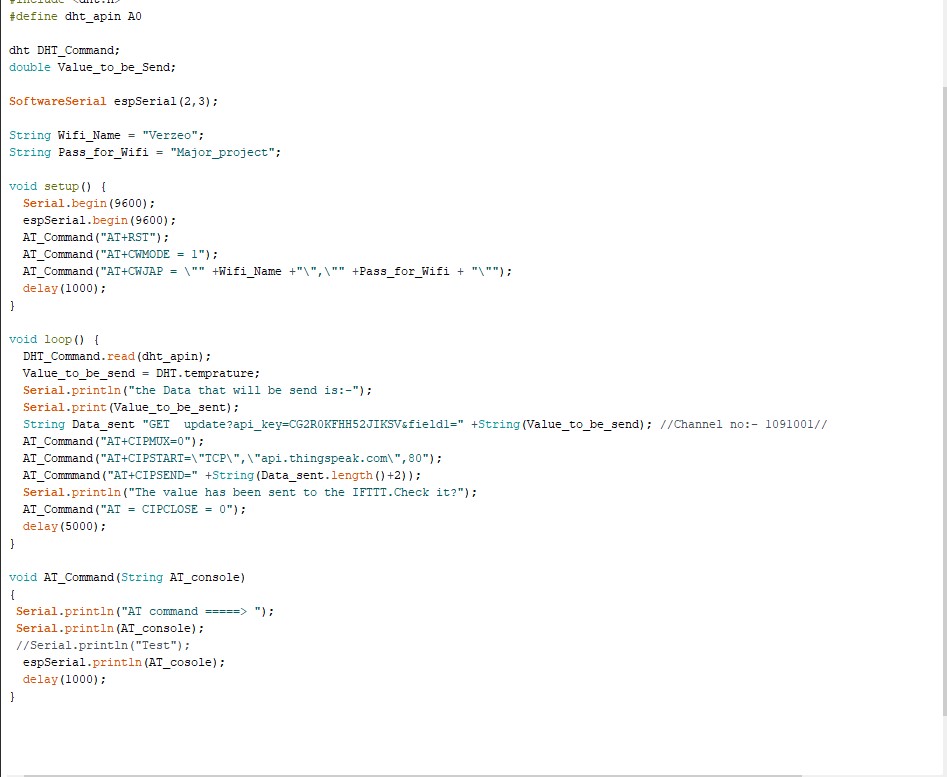 #include <dht.h>
#define dht_apin A0
dht DHT_Command;
double Value_to_be_Send;
SoftwareSerial espSerial(2,3);
String Wifi_Name = "Verzeo";
String Pass_for_Wifi = "Major_project";
void setup() {
Serial.begin(9600);
espSerial.begin(9600);
AT_Command("AT+RST");
AT_Command("AT+CWMODE = 1");
AT_Command("AT+CWJAP = \"" +Wifi_Name +"\",\"" +Pass_for_Wifi + "\"");
delay(1000);
}
void loop() {
DHT_Command.read(dht_apin);
Value_to_be_send = DHT.temprature;
Serial.println("the Data that will be send is:-");
Serial.print(Value_to_be_sent);
String Data_sent "GET  update?api_key=CG2R0KFHH52JIKSV&field1=" +String(Value_to_be_send); //Channel no:- 1091001//
AT_Command("AT+CIPMUX=0");
AT_Command("AT+CIPSTART=\"TCP\",\"api.thingspeak.com\",80");
AT_Commmand("AT+CIPSEND=" +String(Data_sent.length()+2));
Serial.println("The value has been sent to the IFTTT.Check it?");
AT_Command("AT = CIPCLOSE = 0");
delay(5000);
}
void AT_Command(String AT_console)
{
Serial.println("AT command =====> ");
Serial.println(AT_console);
//Serial.println("Test");
espSerial.println(AT_cosole);
delay(1000);
}